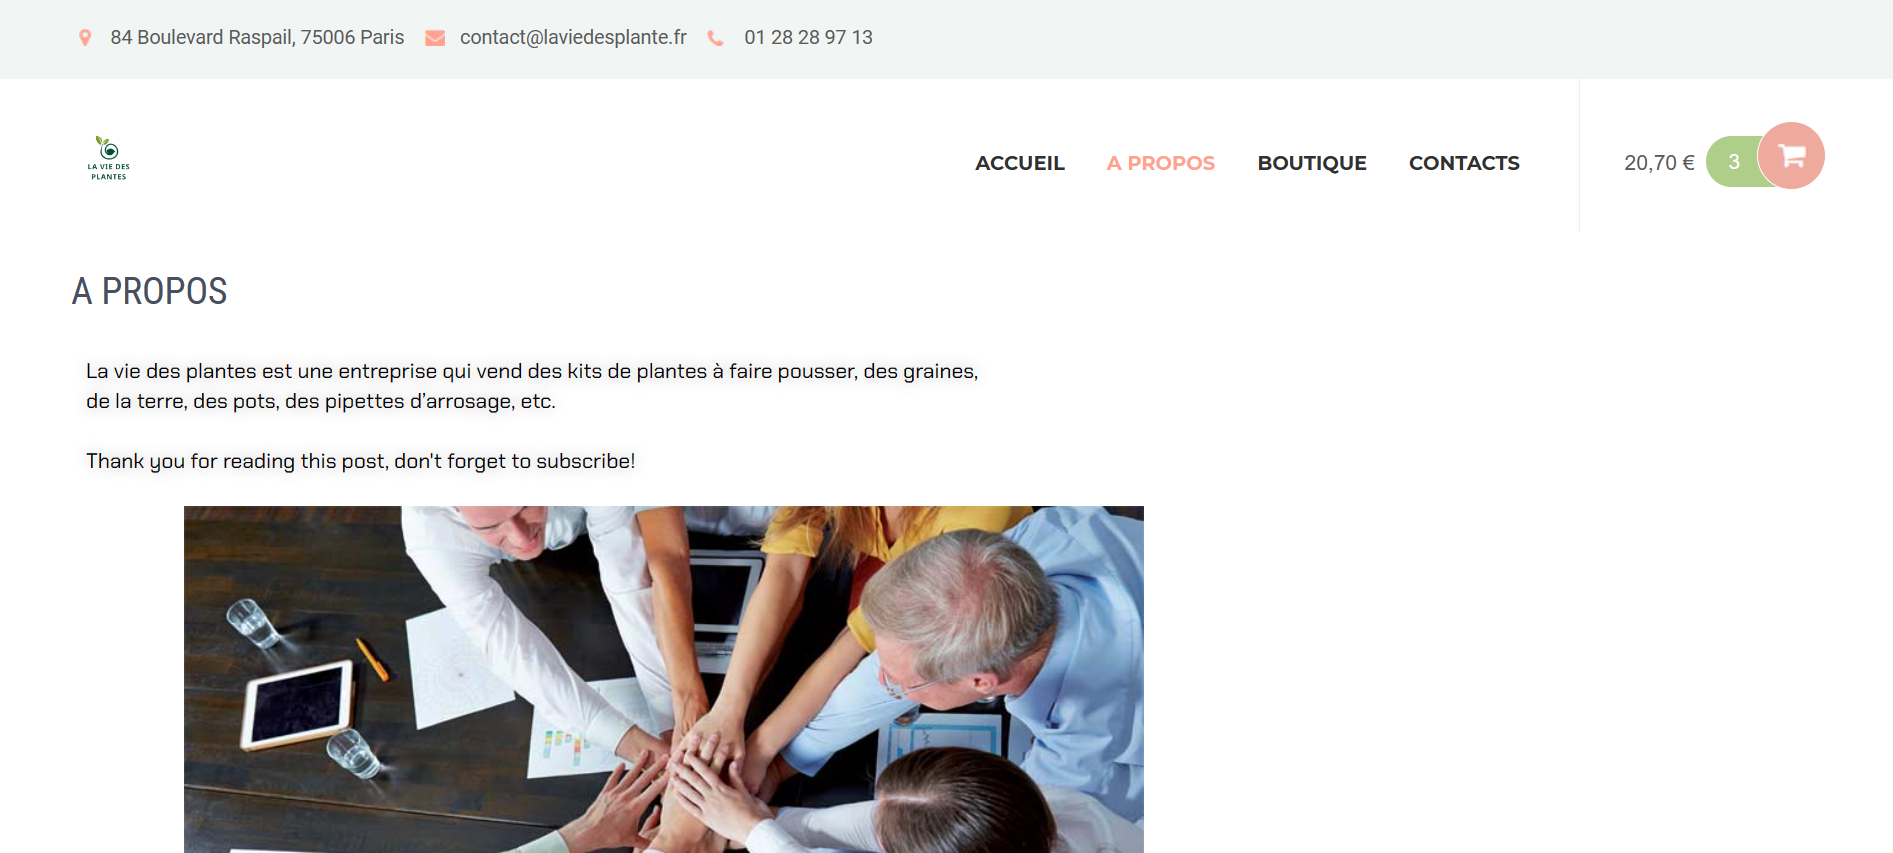 84 Boulevard Raspail, 75006 Paris contact@laviedesplante.fr 01 28 28 97 13
LA VIE DES
PLANTES
ACCUEIL A PROPOS BOUTIQUE CONTACTS 20,70 € 3
A PROPOS
La vie des plantes est une entreprise qui vend des kits de plantes à faire pousser, des graines,
de la terre, des pots, des pipettes d’arrosage, etc.
Thank you for reading this post, don't forget to subscribe!